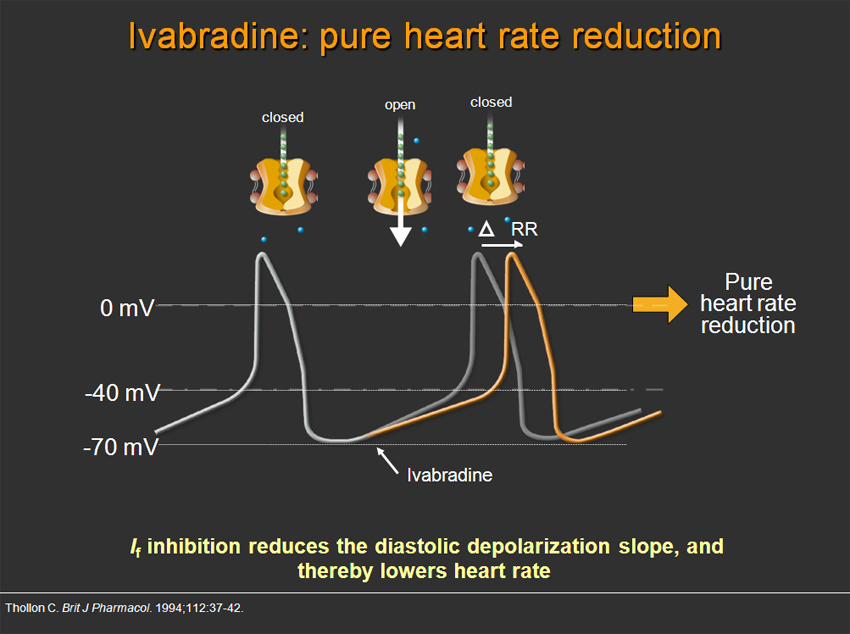 Ivabradine: pure heart rate reduction
closed
open
closed
Δ RR
0 mV
-40 mV
-70 mV
Pure
heart rate
reduction
Ivabradine
If inhibition reduces the diastolic depolarization slope, and
thereby lowers heart rate
Thollon C. Brit J Pharmacol. 1994;112:37-42.